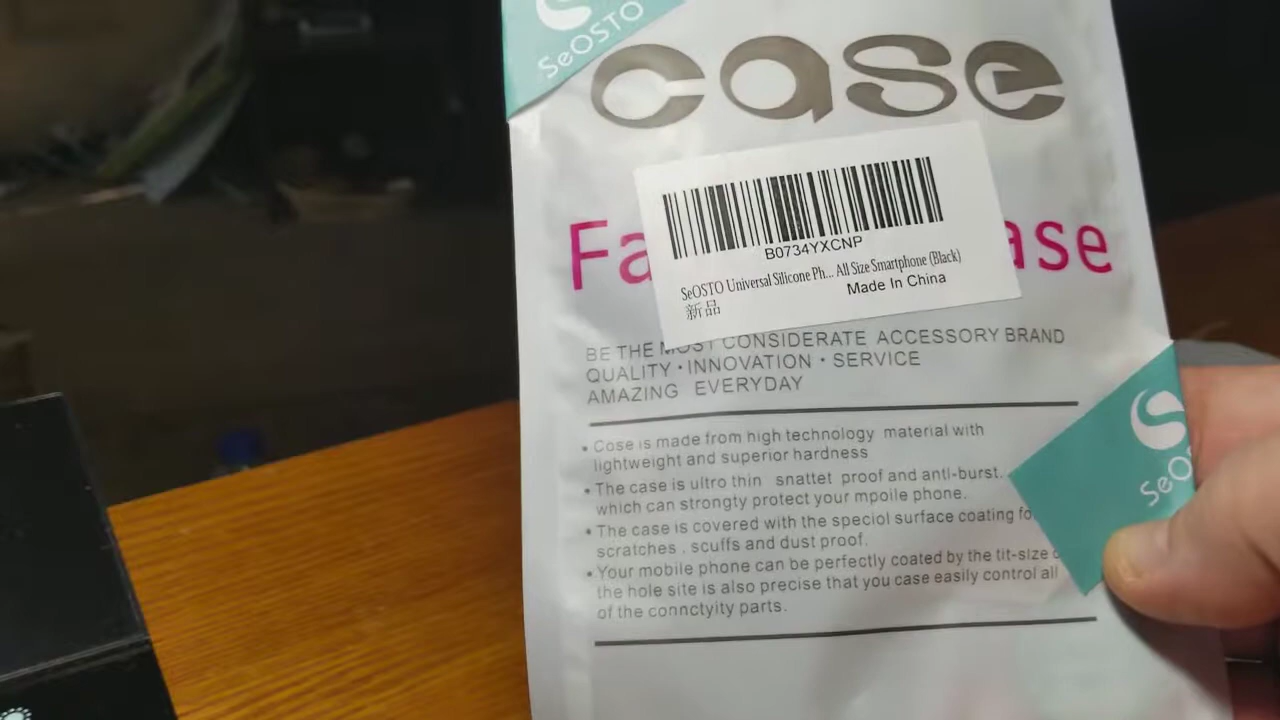 SeOSTO
case
Fa
ase
B0734YXCNP
SeOSTO Universal Silicone Ph... All Size Smartphone (Black)
新品
Made In China
BE THE MOST CONSIDERATE ACCESSORY BRAND
QUALITY · INNOVATION · SERVICE
AMAZING EVERYDAY
• Cose is made from high technology material with
lightweight and superior hardness
• The case is ultro thin snattet proof and anti-burst.
which can strongty protect your mpoile phone.
• The case is covered with the speciol surface coating fo
scratches . scuffs and dust proof.
• Your mobile phone can be perfectly coated by the tit-size
the hole site is also precise that you case easily control all
of the connctyity parts.
SeO